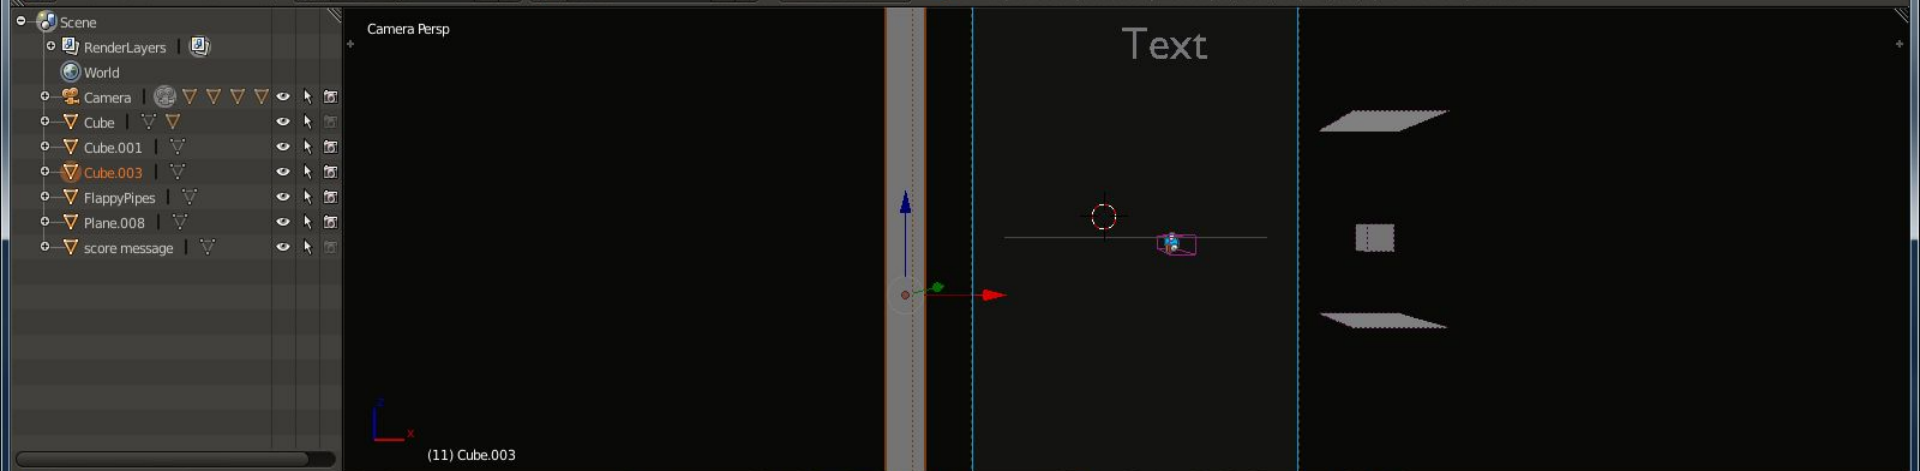 Scene
RenderLayers
World
Camera
Cube
Cube.001
Cube.003
FlappyPipes
Plane.008
score message
Camera Persp
Text
z
x
(11) Cube.003